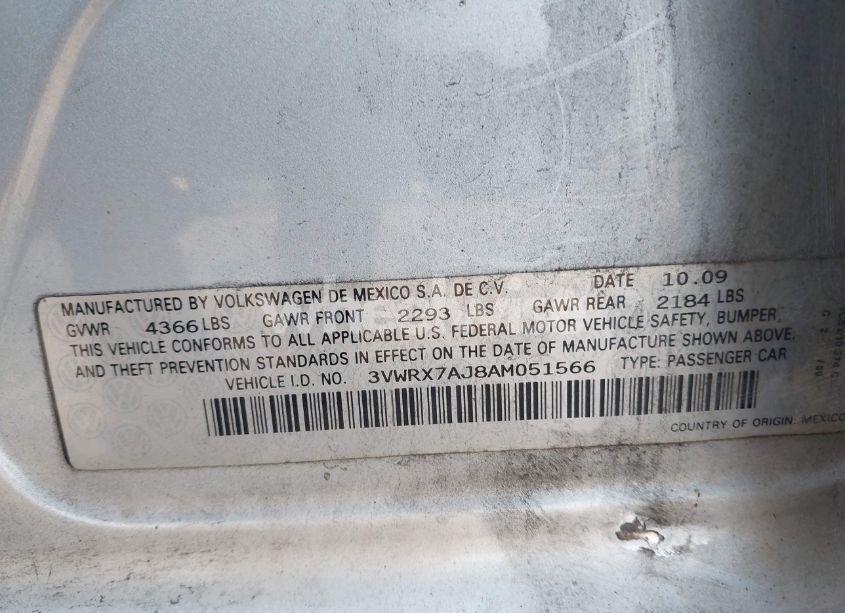 MANUFACTURED BY VOLKSWAGEN DE MEXICO S.A. DE C.V. DATE 10.09
GVWR 4366 LBS GAWR FRONT 2293 LBS GAWR REAR 2184 LBS
THIS VEHICLE CONFORMS TO ALL APPLICABLE U.S. FEDERAL MOTOR VEHICLE SAFETY, BUMPER,
AND THEFT PREVENTION STANDARDS IN EFFECT ON THE DATE OF MANUFACTURE SHOWN ABOVE.
VEHICLE I.D. NO. 3VWRX7AJ8AM051566 TYPE: PASSENGER CAR
COUNTRY OF ORIGIN: MEXICO